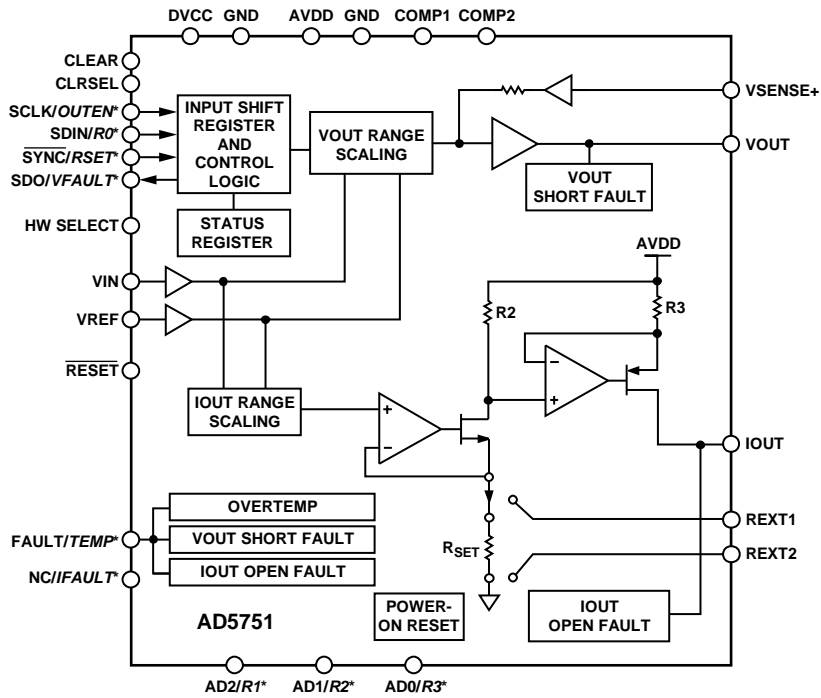 DVCC GND AVDD GND COMP1 COMP2
CLEAR
CLRSEL
SCLK/OUTEN*
SDIN/R0*
SYNC/RSET*
SDO/VFAULT*
HW SELECT
VIN
VREF
RESET
FAULT/TEMP*
NC/IFAULT*
INPUT SHIFT
REGISTER
AND
CONTROL
LOGIC
STATUS
REGISTER
VOUT RANGE
SCALING
VSENSE+
VOUT
VOUT
SHORT FAULT
AVDD
R2
R3
IOUT RANGE
SCALING
+
−
−
+
IOUT
REXT1
REXT2
RSET
OVERTEMP
VOUT SHORT FAULT
IOUT OPEN FAULT
POWER-
ON RESET
IOUT
OPEN FAULT
AD5751
AD2/R1* AD1/R2* AD0/R3*